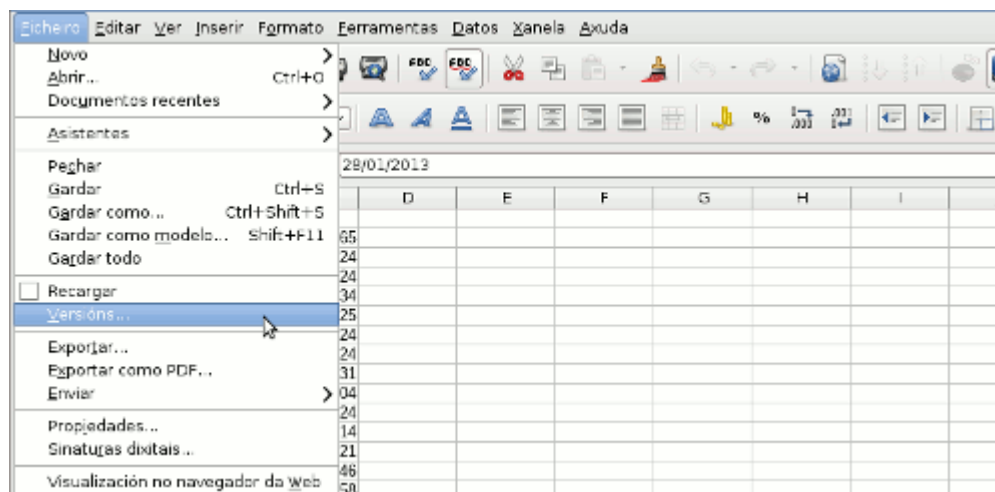 Ficheiro Editar Ver Inserir Formato Ferramentas Datos Xanela Axuda
Novo
Abrir... Ctrl+O
Documentos recentes
Asistentes
Pechar
Gardar Ctrl+S
Gardar como... Ctrl+Shift+S
Gardar como modelo... Shift+F11
Gardar todo
Recargar
Versións...
Exportar...
Exportar como PDF...
Enviar
Propiedades...
Sinaturas dixitais...
Visualización no navegador da Web
ABC ABC
%
28/01/2013
D E F G H I
65
24
24
34
25
24
24
31
04
24
14
21
46
58